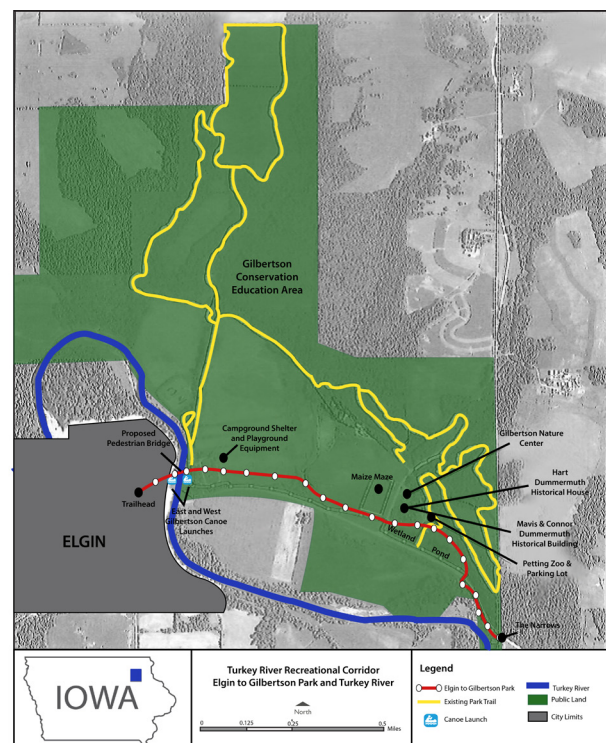 Gilbertson
Conservation
Education Area
Proposed
Pedestrian Bridge
Campground Shelter
and Playground
Equipment
Gilbertson Nature
Center
Maize Maze
Hart
Dummermuth
Historical House
Trailhead
East and West
Gilbertson Canoe
Launches
Mavis & Connor
Dummermuth
Historical Building
ELGIN
Wetland
Pond
Petting Zoo &
Parking Lot
The Narrows
IOWA
Turkey River Recreational Corridor
Elgin to Gilbertson Park and Turkey River
North
0 0.125 0.25 0.5
Miles
Legend
Elgin to Gilbertson Park
Existing Park Trail
Canoe Launch
Turkey River
Public Land
City Limits